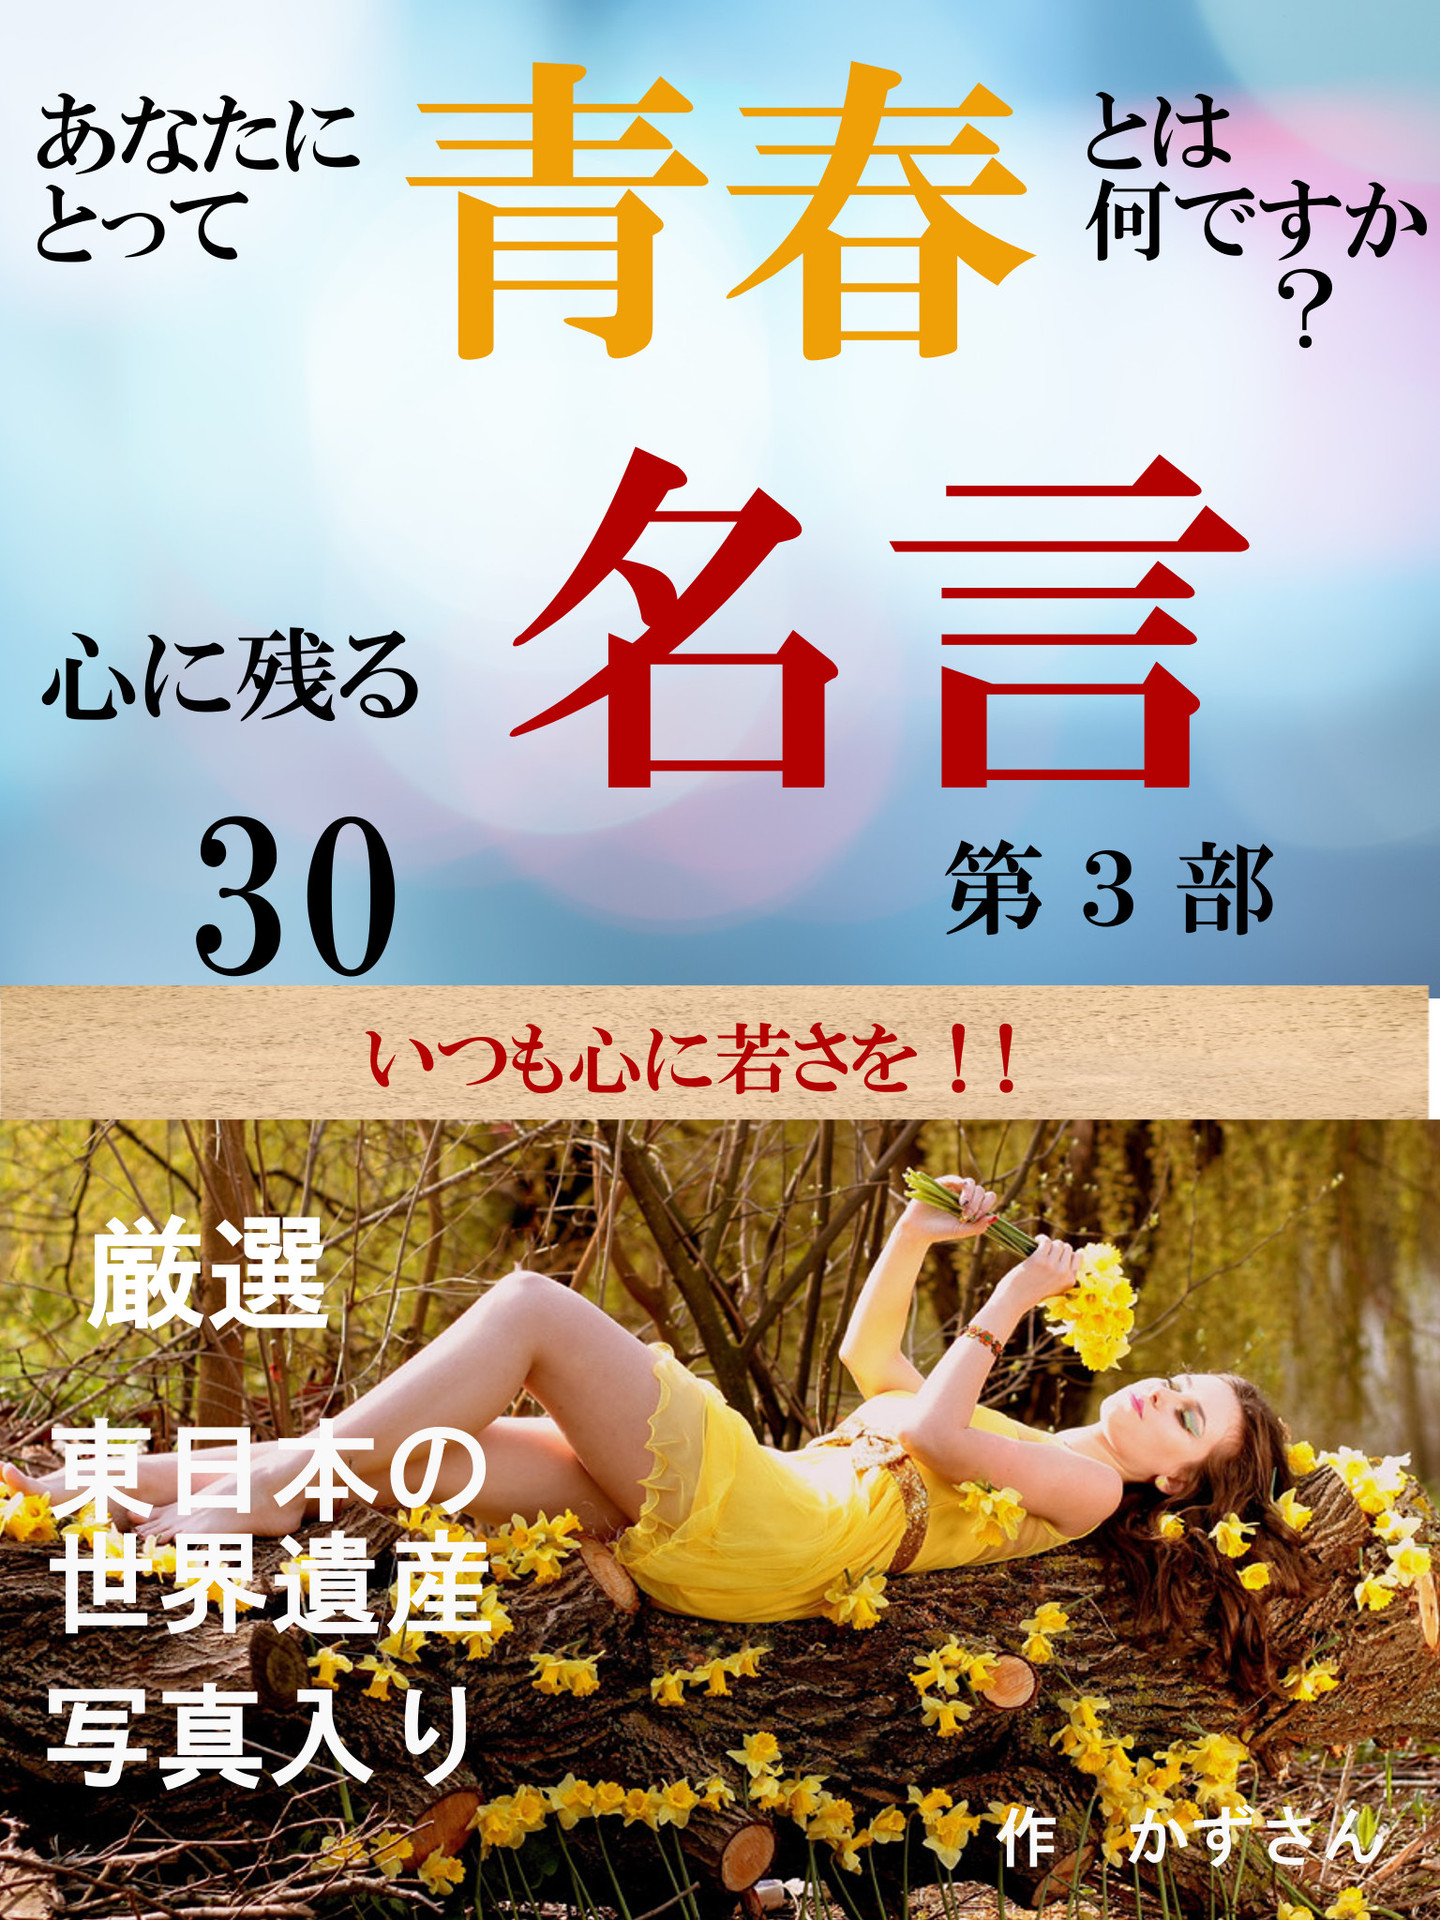 あなたに
とって
青春
とは
何ですか
?
心に残る
名言
30
第3部
いつも心に若さを！！
厳選
東日本の
世界遺産
写真入り
作　かずさん